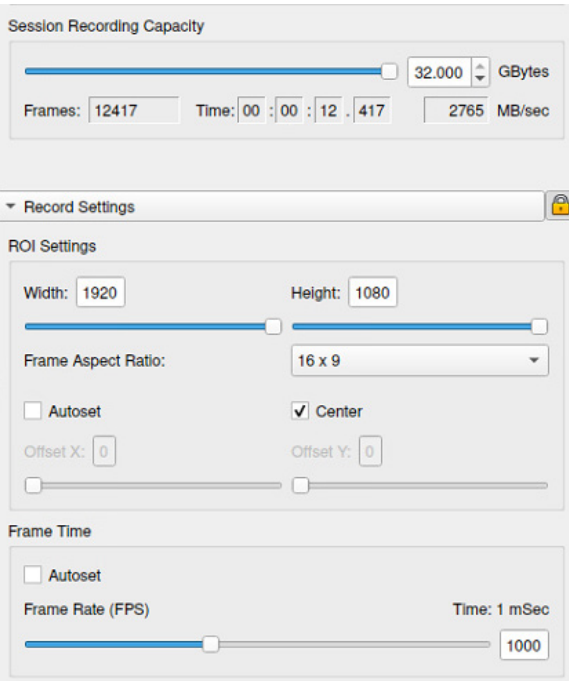 Session Recording Capacity
32.000 GBytes
Frames: 12417 Time: 00 : 00 : 12 . 417 2765 MB/sec
Record Settings
ROI Settings
Width: 1920 Height: 1080
Frame Aspect Ratio: 16 x 9
Autoset Center
Offset X: 0 Offset Y: 0
Frame Time
Autoset
Frame Rate (FPS) Time: 1 mSec
1000